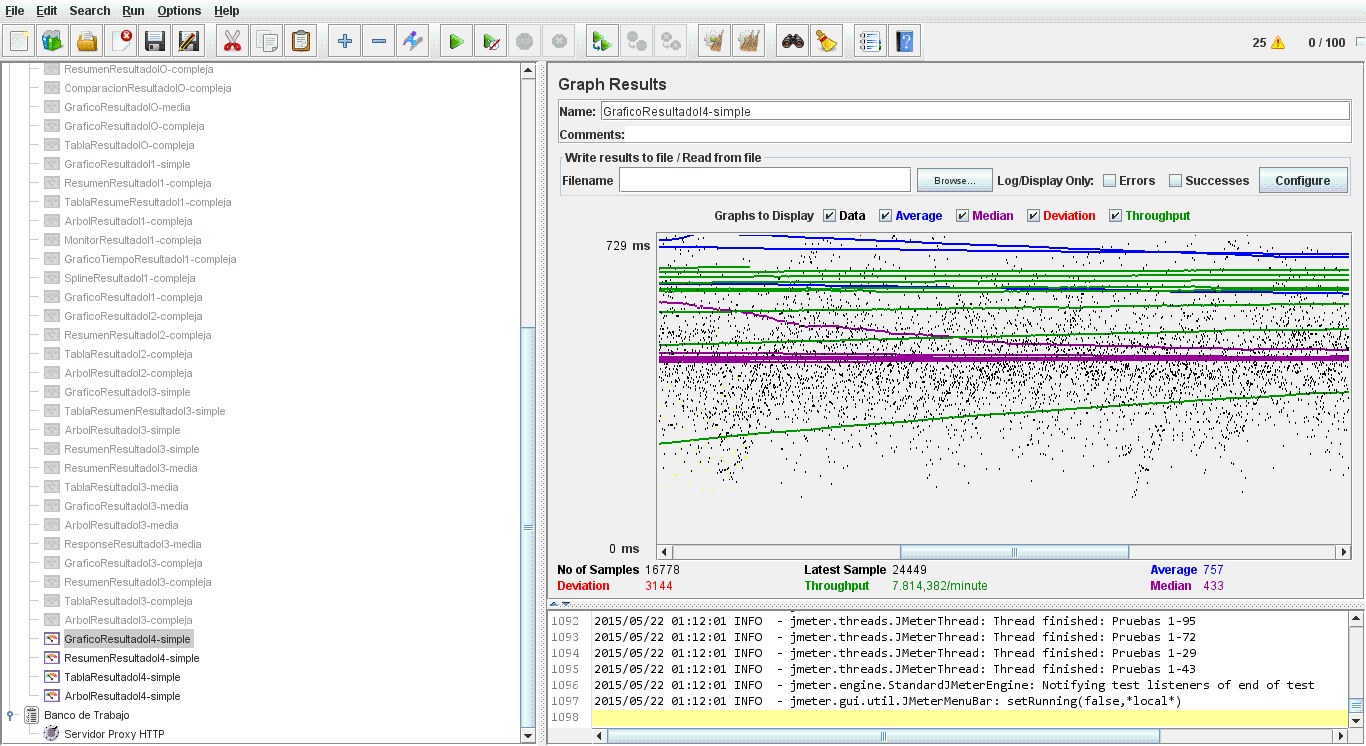 File Edit Search Run Options Help
25 0 / 100
ResumenResultadoIO-compleja
ComparacionResultadoIO-compleja
GraficoResultadoIO-media
GraficoResultadoIO-compleja
TablaResultadoIO-compleja
GraficoResultadoI1-simple
ResumenResultadoI1-compleja
TablaResumeResultadoI1-compleja
ArbolResultadoI1-compleja
MonitorResultadoI1-compleja
GraficoTiempoResultadoI1-compleja
SplineResultadoI1-compleja
GraficoResultadoI1-compleja
GraficoResultadoI2-compleja
ResumenResultadoI2-compleja
TablaResultadoI2-compleja
ArbolResultadoI2-compleja
GraficoResultadoI3-simple
TablaResumenResultadoI3-simple
ArbolResultadoI3-simple
ResumenResultadoI3-simple
ResumenResultadoI3-media
TablaResultadoI3-media
GraficoResultadoI3-media
ArbolResultadoI3-media
ResponseResultadoI3-media
GraficoResultadoI3-compleja
ResumenResultadoI3-compleja
TablaResultadoI3-compleja
ArbolResultadoI3-compleja
GraficoResultadoI4-simple
ResumenResultadoI4-simple
TablaResultadoI4-simple
ArbolResultadoI4-simple
Banco de Trabajo
Servidor Proxy HTTP
Graph Results
Name: GraficoResultadoI4-simple
Comments:
Write results to file / Read from file
Filename Browse... Log/Display Only: Errors Successes Configure
Graphs to Display Data Average Median Deviation Throughput
729 ms
0 ms
No of Samples 16778 Latest Sample 24449 Average 757
Deviation 3144 Throughput 7.814,382/minute Median 433
1092 2015/05/22 01:12:01 INFO - jmeter.threads.JMeterThread: Thread finished: Pruebas 1-95
1093 2015/05/22 01:12:01 INFO - jmeter.threads.JMeterThread: Thread finished: Pruebas 1-72
1094 2015/05/22 01:12:01 INFO - jmeter.threads.JMeterThread: Thread finished: Pruebas 1-29
1095 2015/05/22 01:12:01 INFO - jmeter.threads.JMeterThread: Thread finished: Pruebas 1-43
1096 2015/05/22 01:12:01 INFO - jmeter.engine.StandardJMeterEngine: Notifying test listeners of end of test
1097 2015/05/22 01:12:01 INFO - jmeter.gui.util.JMeterMenuBar: setRunning(false,*local*)
1098